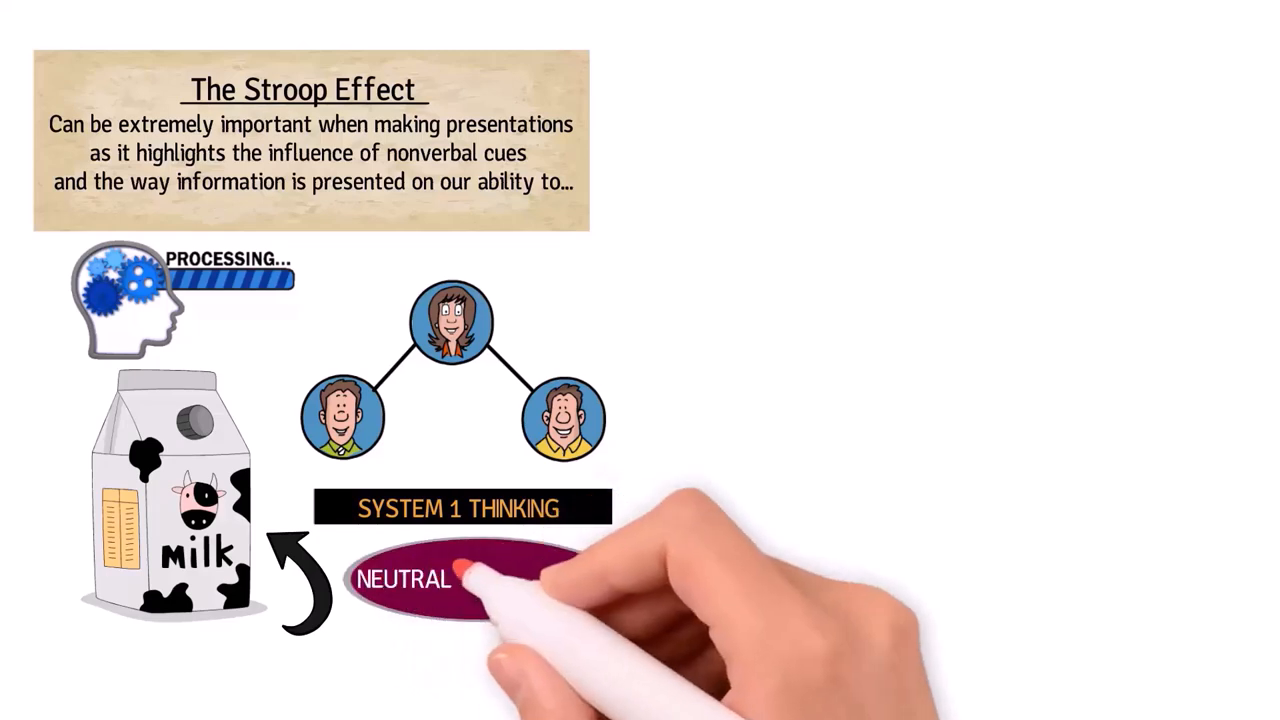 The Stroop Effect
Can be extremely important when making presentations
as it highlights the influence of nonverbal cues
and the way information is presented on our ability to...
PROCESSING...
milk
SYSTEM 1 THINKING
NEUTRAL